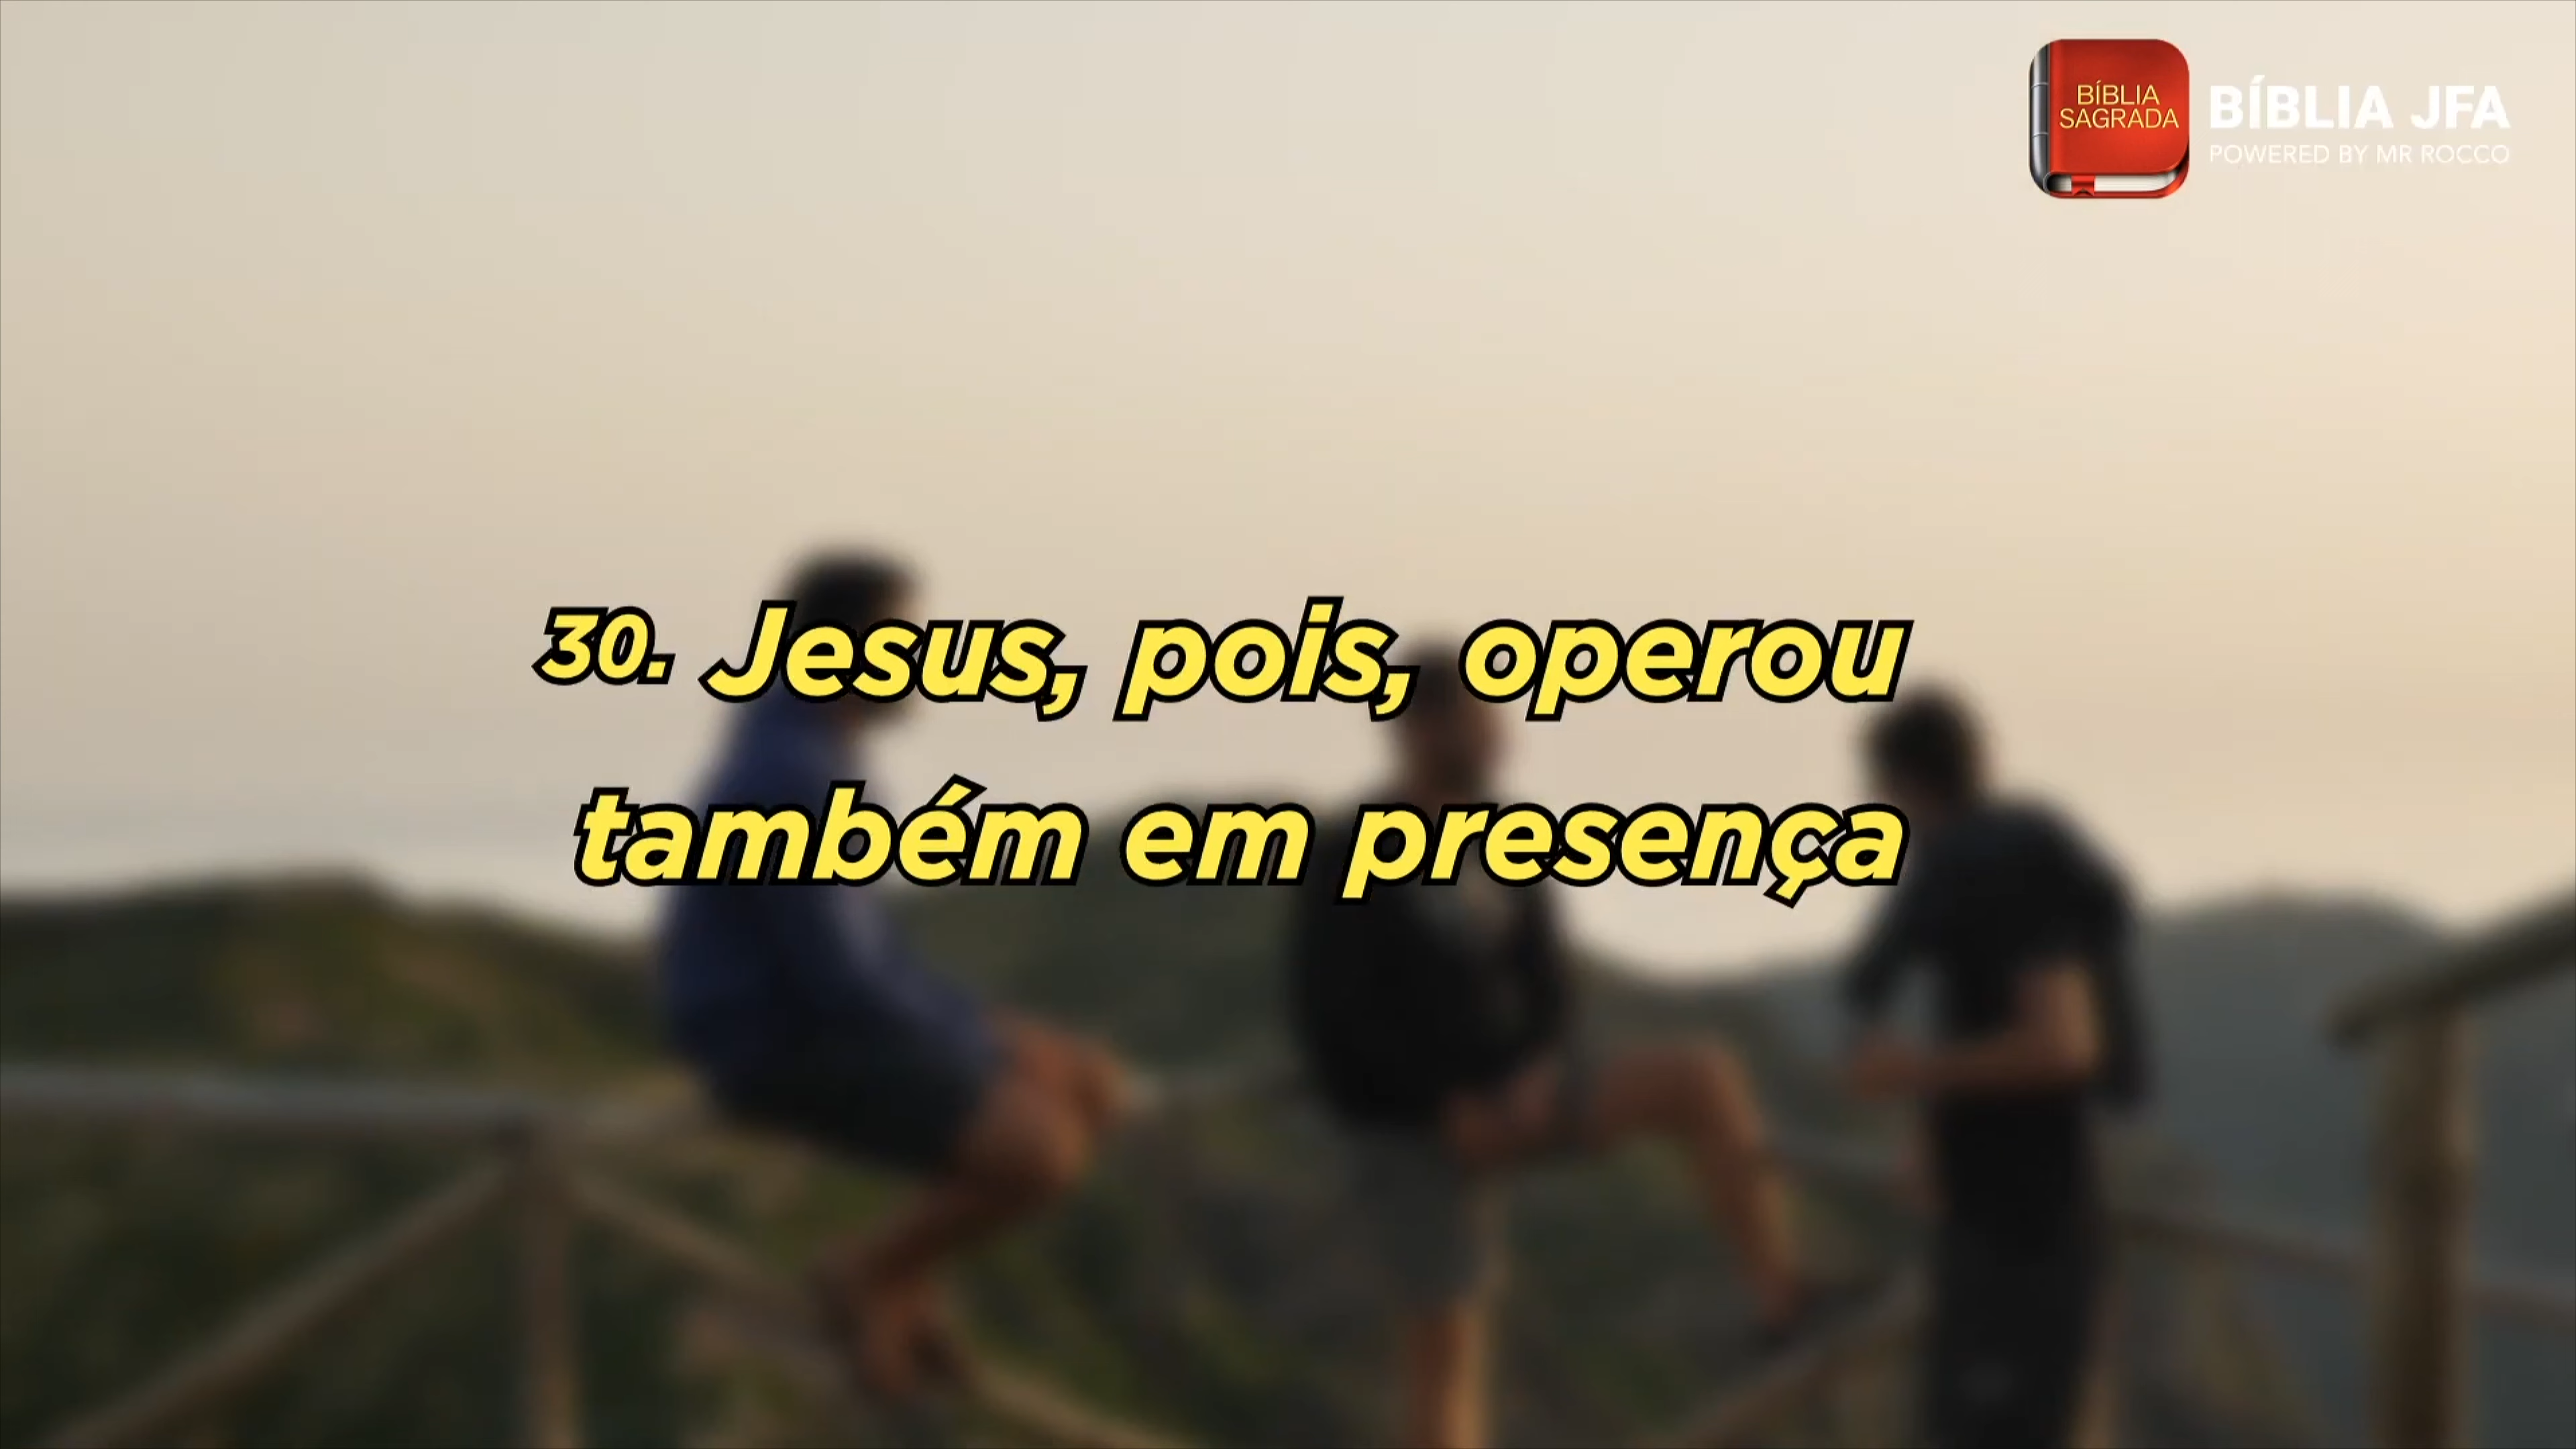 BÍBLIA
SAGRADA
BÍBLIA JFA
POWERED BY MR ROCCO
30. Jesus, pois, operou
também em presença